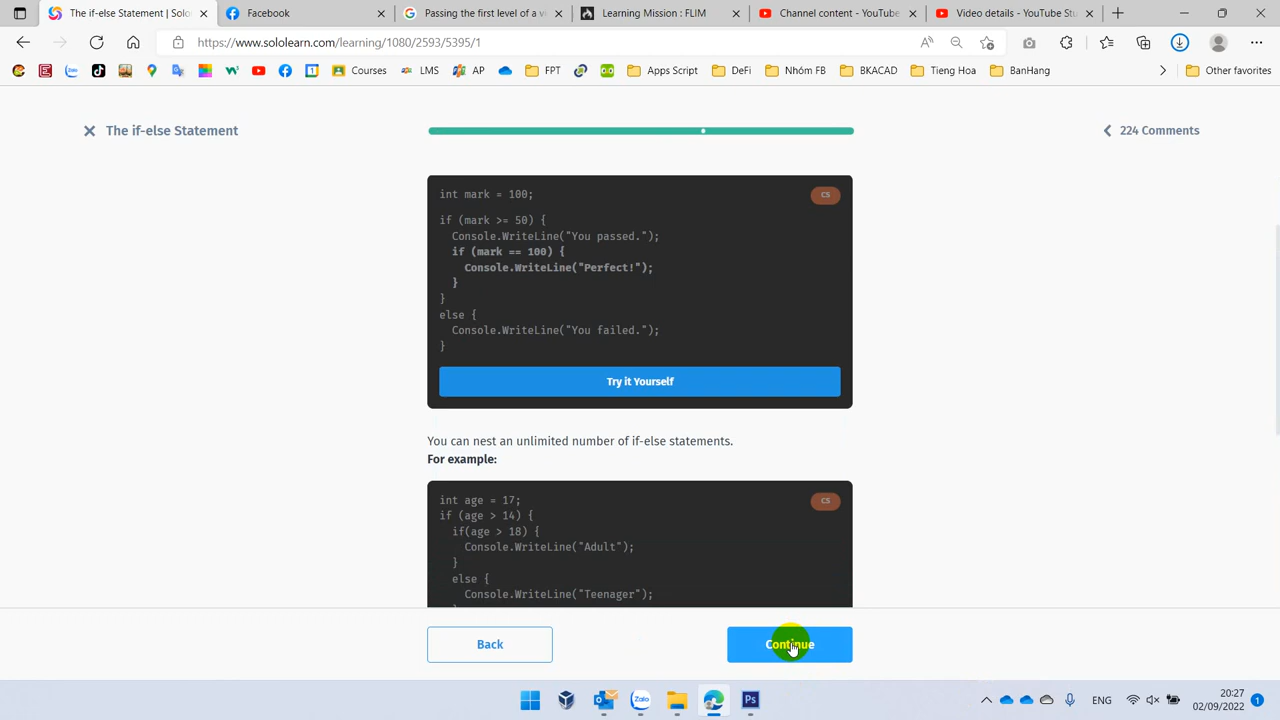 The if-else Statement | Sol
Facebook
Passing the first level of a v
Learning Mission : FLIM
Channel content - YouTube
Video details - YouTube Stu
https://www.sololearn.com/learning/1080/2593/5395/1
Courses
LMS
AP
FPT
Apps Script
DeFi
Nhóm FB
BKACAD
Tieng Hoa
BanHang
Other favorites
The if-else Statement
224 Comments
int mark = 100;
CS
if (mark >= 50) {
Console.WriteLine("You passed.");
if (mark == 100) {
Console.WriteLine("Perfect!");
}
}
else {
Console.WriteLine("You failed.");
}
Try it Yourself
You can nest an unlimited number of if-else statements.
For example:
int age = 17;
CS
if (age > 14) {
if(age > 18) {
Console.WriteLine("Adult");
}
else {
Console.WriteLine("Teenager");
Back
Continue
Zalo
Ps
ENG
20:27
02/09/2022
1